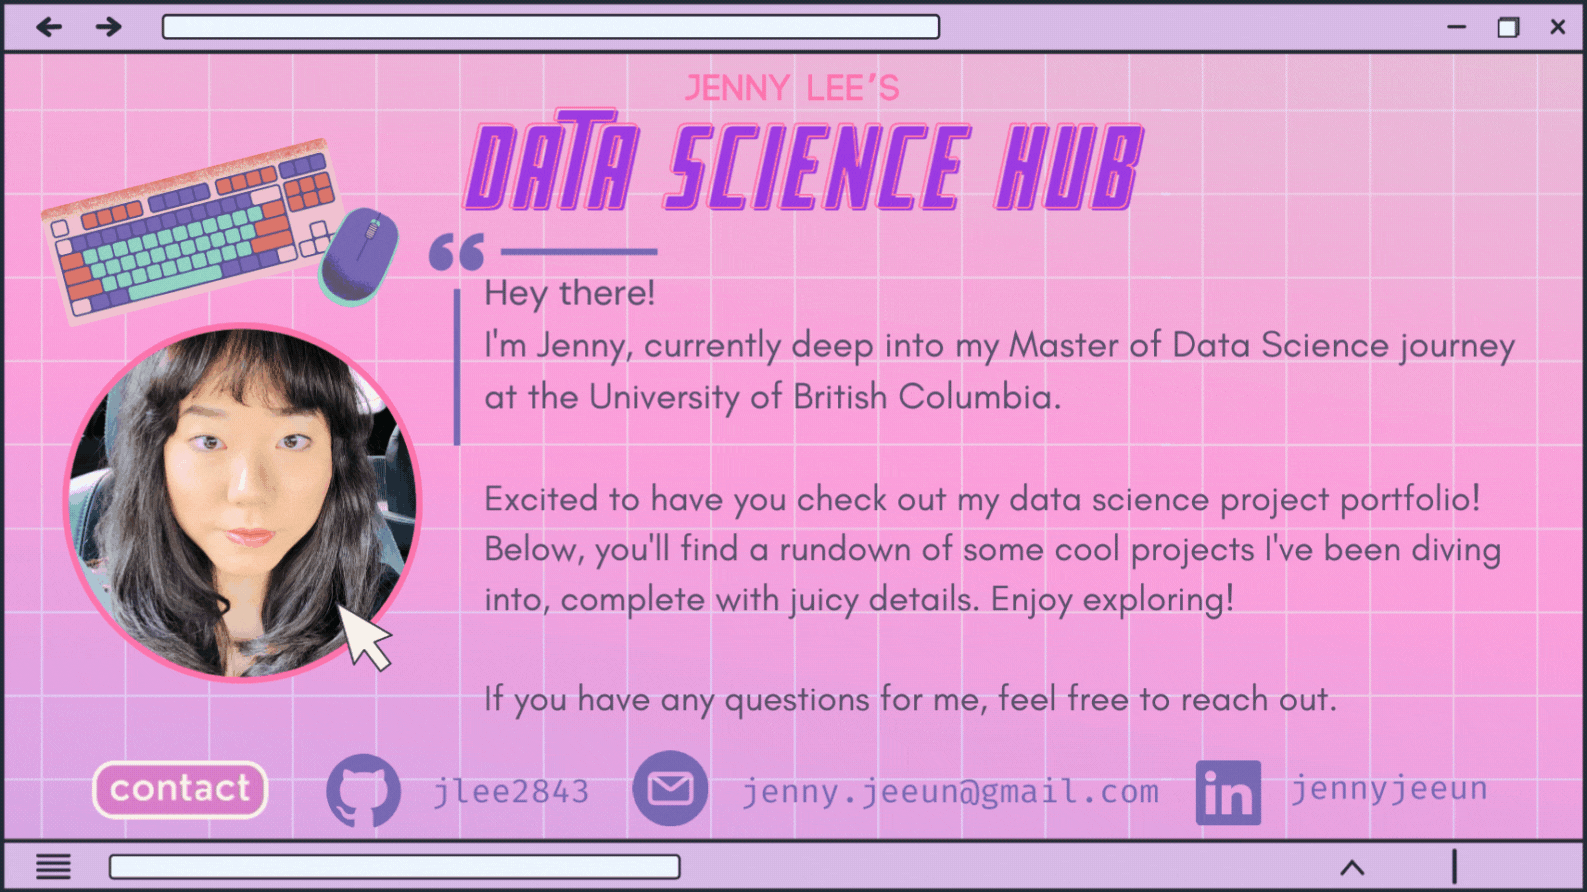 JENNY LEE'S
DATA SCIENCE HUB
Hey there!
I'm Jenny, currently deep into my Master of Data Science journey
at the University of British Columbia.
Excited to have you check out my data science project portfolio!
Below, you'll find a rundown of some cool projects I've been diving
into, complete with juicy details. Enjoy exploring!
If you have any questions for me, feel free to reach out.
contact
jlee2843
jenny.jeeun@gmail.com
in
jennyjeeun